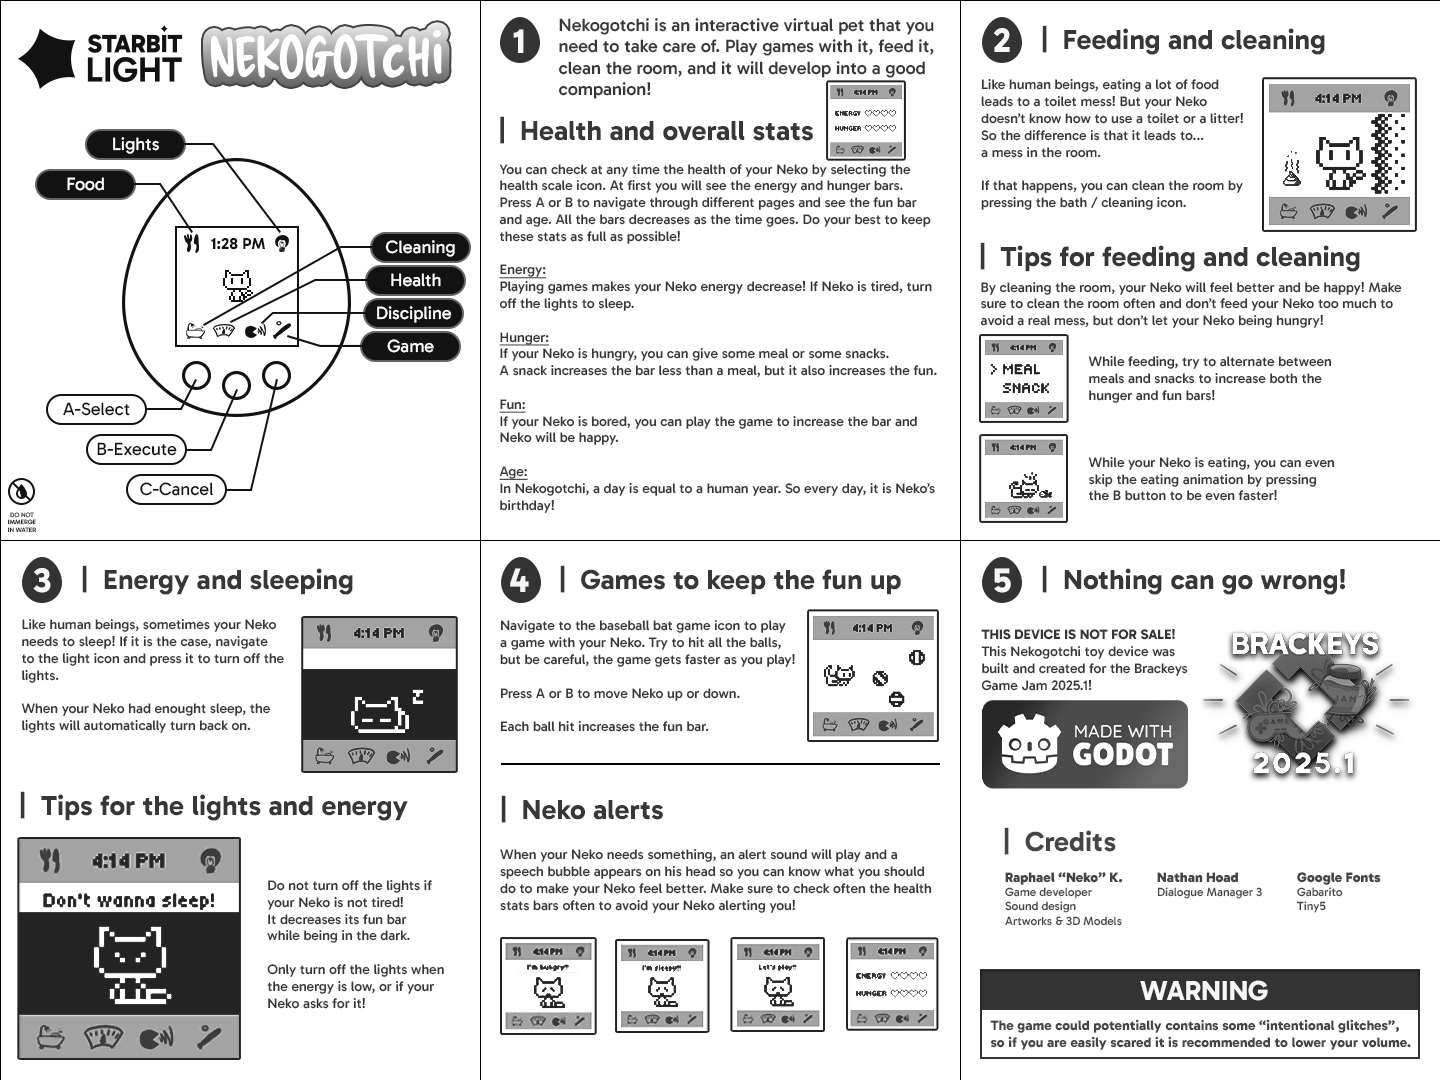 STARBIT
LIGHT
NEKOGOTCHI
Lights
Food
1:28 PM
Cleaning
Health
Discipline
Game
A-Select
B-Execute
C-Cancel
DO NOT
IMMERGE
IN WATER
1
Nekogotchi is an interactive virtual pet that you
need to take care of. Play games with it, feed it,
clean the room, and it will develop into a good
companion!
4:14 PM
ENERGY
HUNGER
Health and overall stats
You can check at any time the health of your Neko by selecting the
health scale icon. At first you will see the energy and hunger bars.
Press A or B to navigate through different pages and see the fun bar
and age. All the bars decreases as the time goes. Do your best to keep
these stats as full as possible!
Energy:
Playing games makes your Neko energy decrease! If Neko is tired, turn
off the lights to sleep.
Hunger:
If your Neko is hungry, you can give some meal or some snacks.
A snack increases the bar less than a meal, but it also increases the fun.
Fun:
If your Neko is bored, you can play the game to increase the bar and
Neko will be happy.
Age:
In Nekogotchi, a day is equal to a human year. So every day, it is Neko's
birthday!
2
Feeding and cleaning
Like human beings, eating a lot of food
leads to a toilet mess! But your Neko
doesn't know how to use a toilet or a litter!
So the difference is that it leads to...
a mess in the room.
If that happens, you can clean the room by
pressing the bath / cleaning icon.
4:14 PM
Tips for feeding and cleaning
By cleaning the room, your Neko will feel better and be happy! Make
sure to clean the room often and don't feed your Neko too much to
avoid a real mess, but don't let your Neko being hungry!
4:14 PM
> MEAL
SNACK
While feeding, try to alternate between
meals and snacks to increase both the
hunger and fun bars!
4:14 PM
While your Neko is eating, you can even
skip the eating animation by pressing
the B button to be even faster!
3
Energy and sleeping
Like human beings, sometimes your Neko
needs to sleep! If it is the case, navigate
to the light icon and press it to turn off the
lights.
When your Neko had enought sleep, the
lights will automatically turn back on.
4:14 PM
Z
Tips for the lights and energy
4:14 PM
Don't wanna sleep!
Do not turn off the lights if
your Neko is not tired!
It decreases its fun bar
while being in the dark.
Only turn off the lights when
the energy is low, or if your
Neko asks for it!
4
Games to keep the fun up
Navigate to the baseball bat game icon to play
a game with your Neko. Try to hit all the balls,
but be careful, the game gets faster as you play!
Press A or B to move Neko up or down.
Each ball hit increases the fun bar.
4:14 PM
Neko alerts
When your Neko needs something, an alert sound will play and a
speech bubble appears on his head so you can know what you should
do to make your Neko feel better. Make sure to check often the health
stats bars often to avoid your Neko alerting you!
4:14 PM
I'm hungry!!
4:14 PM
I'm sleepy!!
4:14 PM
Let's play!!
4:14 PM
ENERGY
HUNGER
5
Nothing can go wrong!
THIS DEVICE IS NOT FOR SALE!
This Nekogotchi toy device was
built and created for the Brackeys
Game Jam 2025.1!
MADE WITH
GODOT
BRACKEYS
GAME
JAM
2025.1
Credits
Raphael “Neko” K.
Game developer
Sound design
Artworks & 3D Models
Nathan Hoad
Dialogue Manager 3
Google Fonts
Gabarito
Tiny5
WARNING
The game could potentially contains some “intentional glitches”,
so if you are easily scared it is recommended to lower your volume.